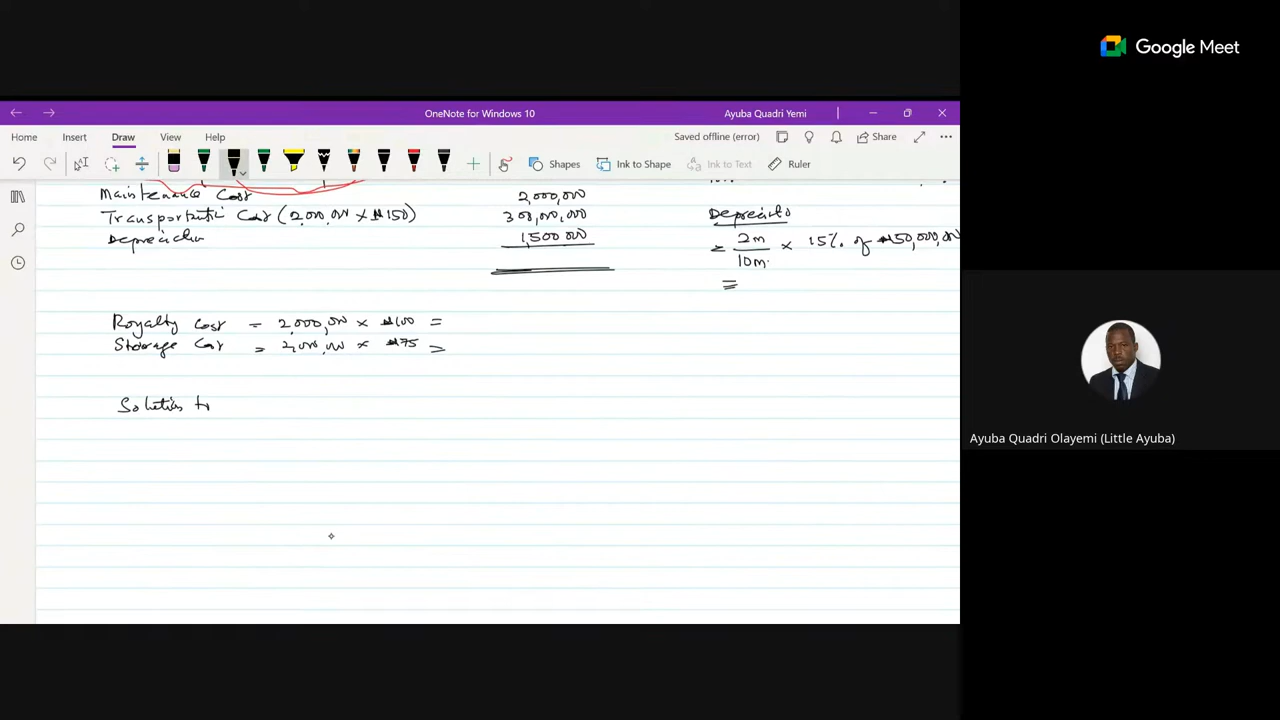 Google Meet
OneNote for Windows 10
Ayuba Quadri Yemi
Home Insert Draw View Help
Saved offline (error)
Share
Shapes
Ink to Shape
Ink to Text
Ruler
Maintenance Cost 2,000,000
Transportation Cost (2,000,000 X ₦150) 300,000,000
Depreciation 1,500 000
Depreciato
= 2m
10m. × 15% of ₦50,000,00
=
Royalty Cost = 2,000,000 × ₦100 =
Storage Cost = 2,000,000 × ₦75 =
Solution to
Ayuba Quadri Olayemi (Little Ayuba)